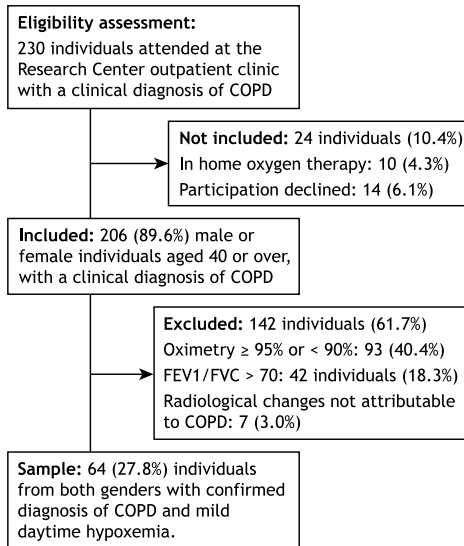 Eligibility assessment:
230 individuals attended at the
Research Center outpatient clinic
with a clinical diagnosis of COPD
Not included: 24 individuals (10.4%)
In home oxygen therapy: 10 (4.3%)
Participation declined: 14 (6.1%)
Included: 206 (89.6%) male or
female individuals aged 40 or over,
with a clinical diagnosis of COPD
Excluded: 142 individuals (61.7%)
Oximetry ≥ 95% or < 90%: 93 (40.4%)
FEV1/FVC > 70: 42 individuals (18.3%)
Radiological changes not attributable
to COPD: 7 (3.0%)
Sample: 64 (27.8%) individuals
from both genders with confirmed
diagnosis of COPD and mild
daytime hypoxemia.